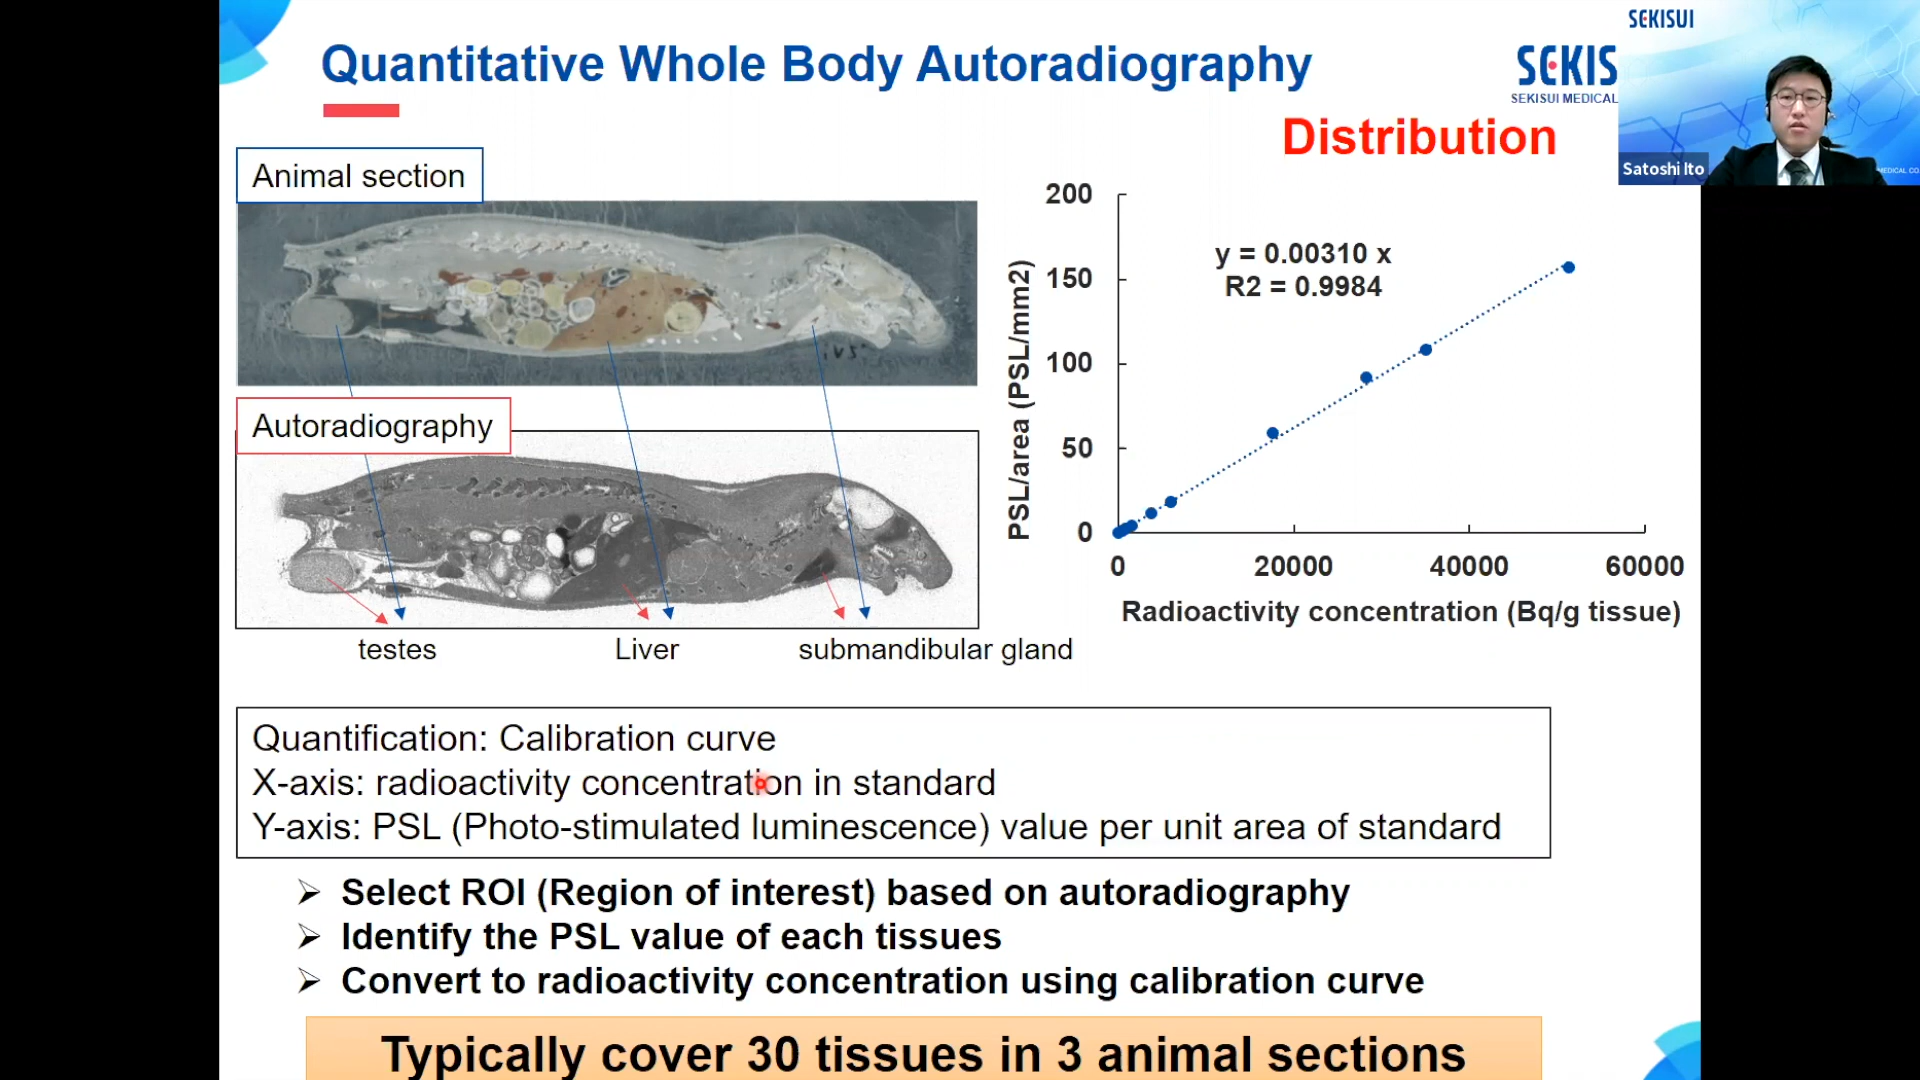 Quantitative Whole Body Autoradiography
SEKIS
SEKISUI MEDICAL
SEKISUI
Satoshi Ito
MEDICAL CO.
Distribution
Animal section
Autoradiography
testes
Liver
submandibular gland
200
150
100
50
0
PSL/area (PSL/mm2)
y = 0.00310 x
R2 = 0.9984
0 20000 40000 60000
Radioactivity concentration (Bq/g tissue)
Quantification: Calibration curve
X-axis: radioactivity concentration in standard
Y-axis: PSL (Photo-stimulated luminescence) value per unit area of standard
➢ Select ROI (Region of interest) based on autoradiography
➢ Identify the PSL value of each tissues
➢ Convert to radioactivity concentration using calibration curve
Typically cover 30 tissues in 3 animal sections